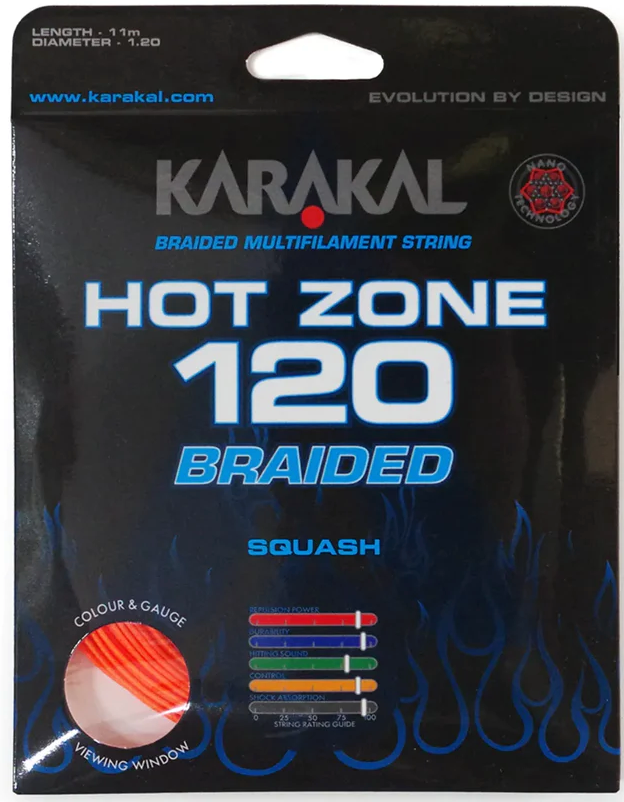 LENGTH - 11m
DIAMETER - 1.20
www.karakal.com
EVOLUTION BY DESIGN
KARAKAL
NANO
TECHNOLOGY
BRAIDED MULTIFILAMENT STRING
HOT ZONE
120
BRAIDED
SQUASH
COLOUR & GAUGE
VIEWING WINDOW
REPULSION POWER
DURABILITY
HITTING SOUND
CONTROL
SHOCK ABSORPTION
0 25 50 75 100
STRING RATING GUIDE